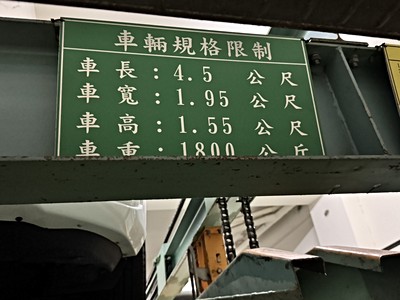 車輛規格限制
車長：4.5 公尺
車寬：1.95 公尺
車高：1.55 公尺
車重：1800 公斤